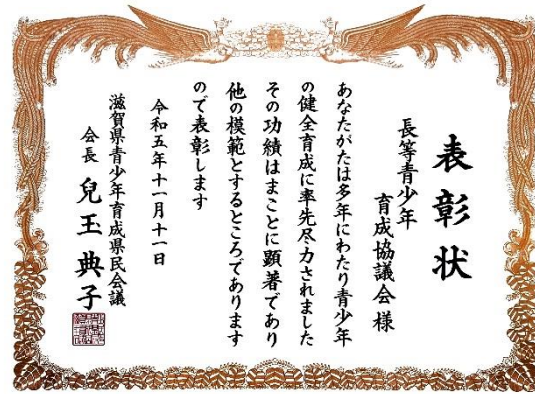 表彰状
長等青少年
育成協議会様
あなたがたは多年にわたり青少年
の健全育成に率先尽力されました
その功績はまことに顕著であり
他の模範とするところであります
ので表彰します
令和五年十一月十一日
滋賀県青少年育成県民会議
会長 兒玉典子